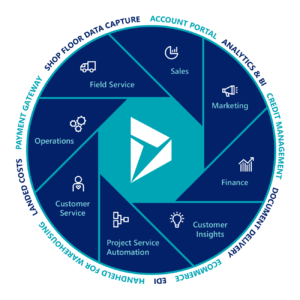 SHOP FLOOR DATA CAPTURE
ACCOUNT PORTAL
ANALYTICS & BI
CREDIT MANAGEMENT
DOCUMENT DELIVERY
ECOMMERCE
EDI
HANDHELD FOR WAREHOUSING
LANDED COSTS
PAYMENT GATEWAY
Sales
Marketing
Finance
Customer
Insights
Project Service
Automation
Customer
Service
Operations
Field Service